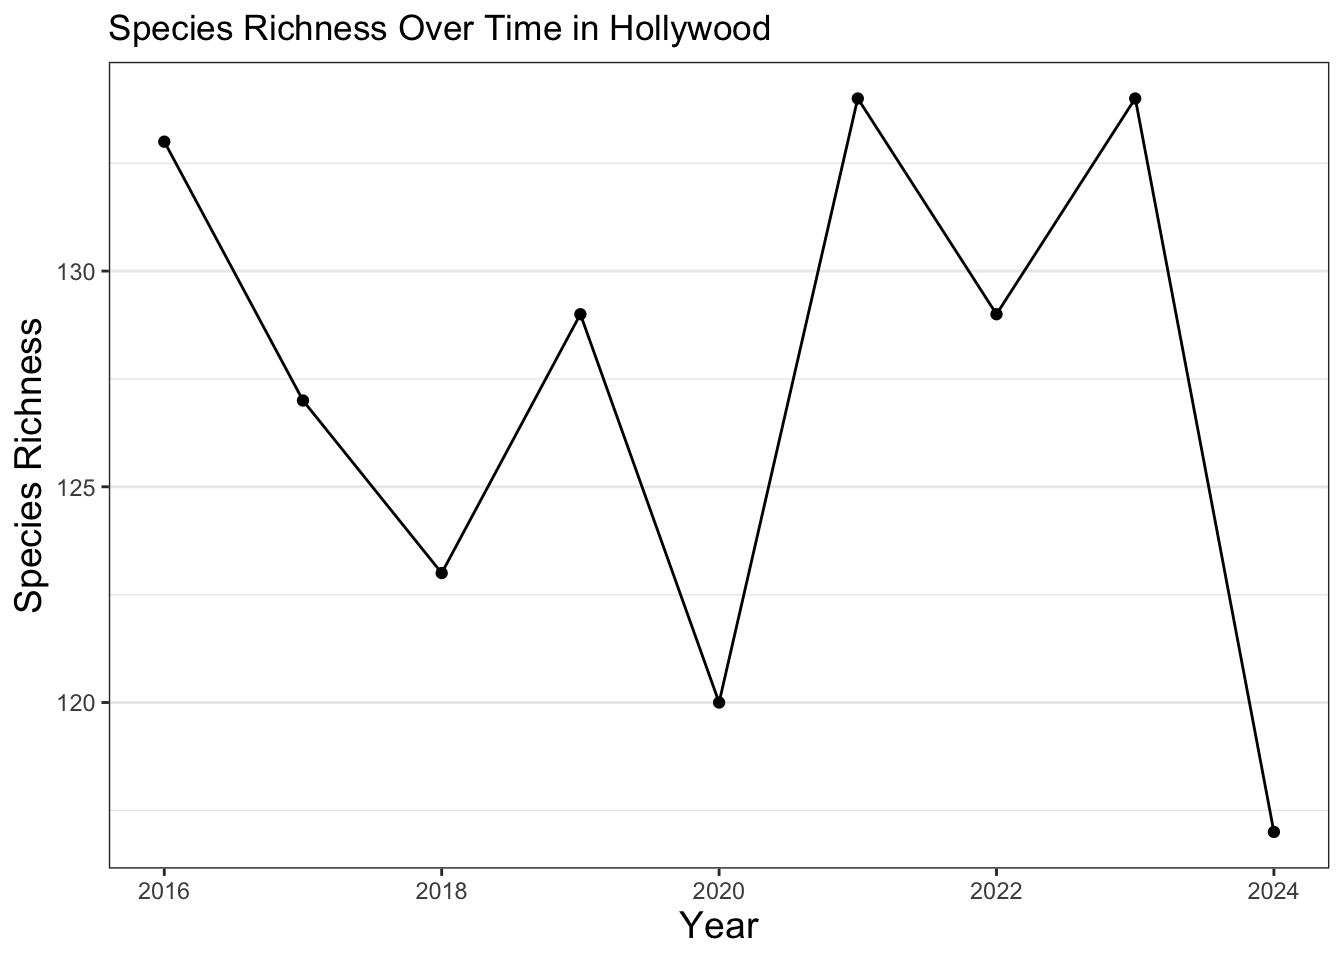 Species Richness Over Time in Hollywood
Species Richness
130
125
120
2016 2018 2020 2022 2024
Year